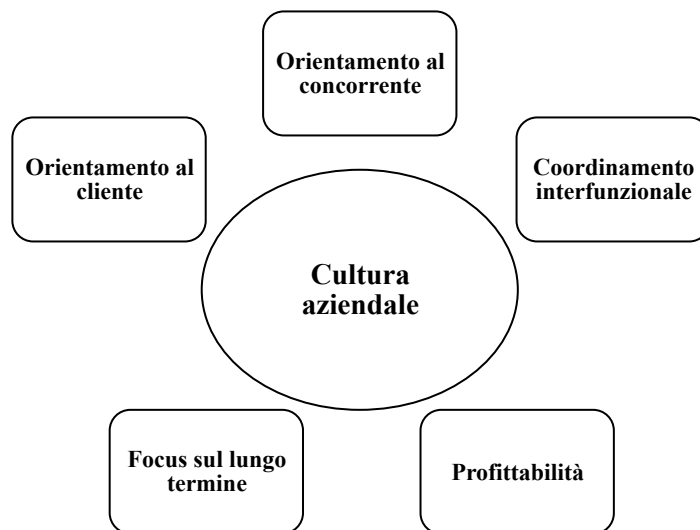 Orientamento al
concorrente
Orientamento al
cliente
Coordinamento
interfunzionale
Cultura
aziendale
Focus sul lungo
termine
Profittabilità